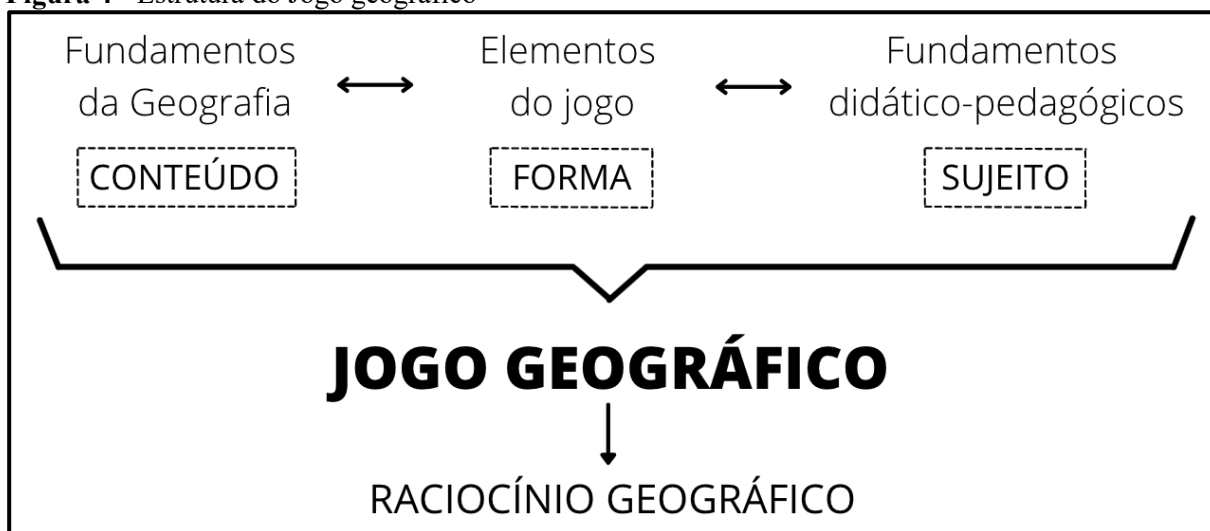 Figura 4 - Estrutura do Jogo geográfico
Fundamentos
da Geografia
CONTEÚDO
Elementos
do jogo
FORMA
Fundamentos
didático-pedagógicos
SUJEITO
JOGO GEOGRÁFICO
RACIOCÍNIO GEOGRÁFICO